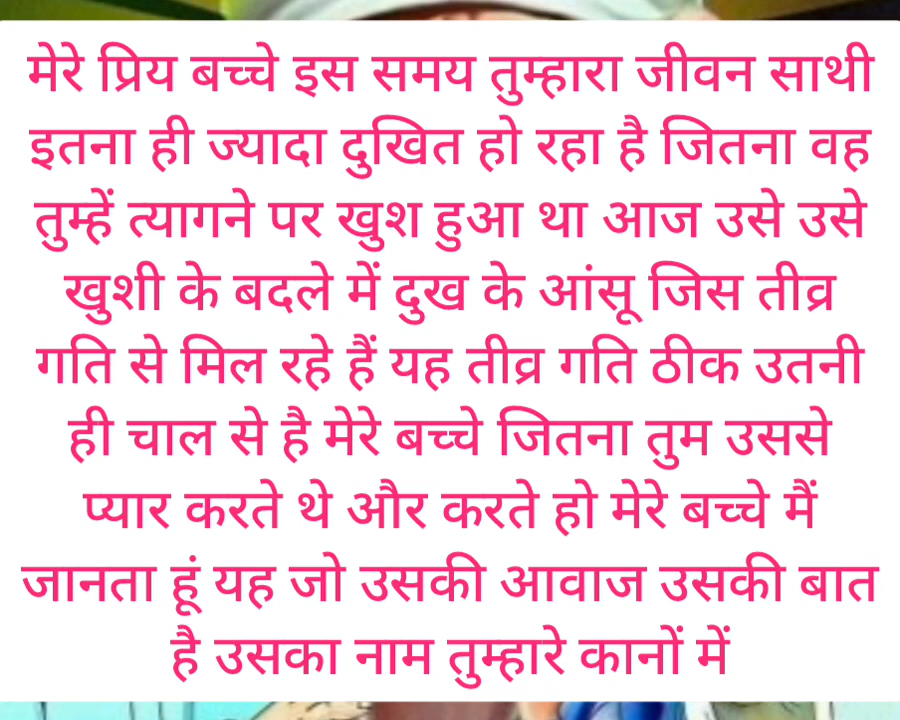 मेरे प्रिय बच्चे इस समय तुम्हारा जीवन साथी
इतना ही ज्यादा दुखित हो रहा है जितना वह
तुम्हें त्यागने पर खुश हुआ था आज उसे उसे
खुशी के बदले में दुख के आंसू जिस तीव्र
गति से मिल रहे हैं यह तीव्र गति ठीक उतनी
ही चाल से है मेरे बच्चे जितना तुम उससे
प्यार करते थे और करते हो मेरे बच्चे मैं
जानता हूं यह जो उसकी आवाज उसकी बात
है उसका नाम तुम्हारे कानों में